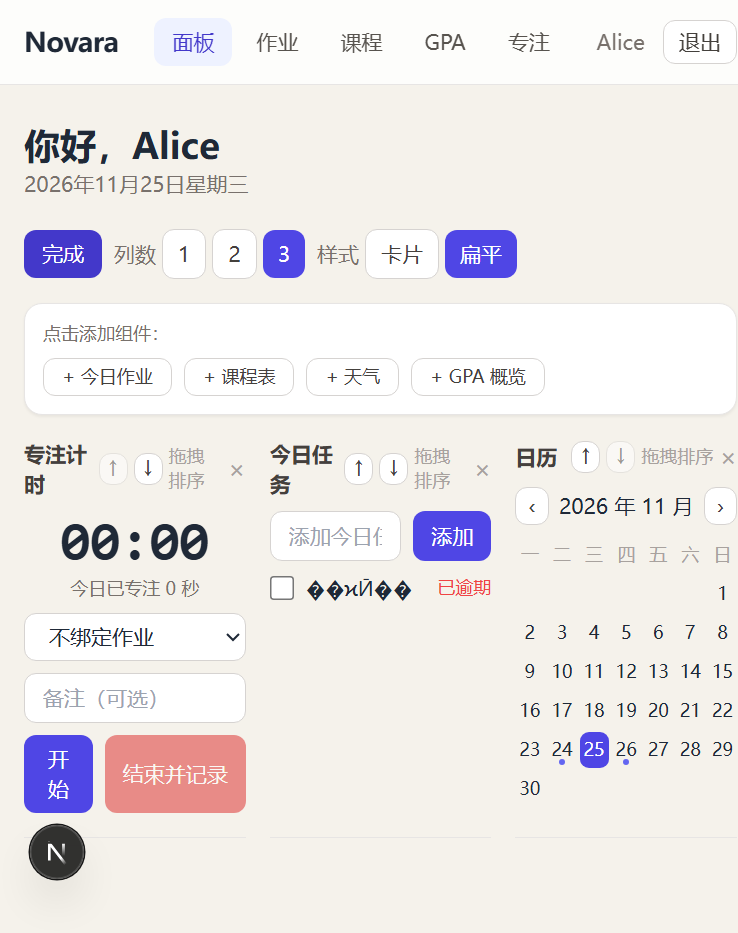 Novara 面板 作业 课程 GPA 专注 Alice 退出
你好，Alice
2026年11月25日星期三
完成 列数 1 2 3 样式 卡片 扁平
点击添加组件：
+ 今日作业 + 课程表 + 天气 + GPA 概览
专注计时 ↑ ↓ 拖拽排序 ×
00:00
今日已专注 0 秒
不绑定作业
备注（可选）
开始 结束并记录
今日任务 ↑ ↓ 拖拽排序 ×
添加今日任 添加
��ϰӢ�� 已逾期
日历 ↑ ↓ 拖拽排序 ×
‹ 2026 年 11 月 ›
一 二 三 四 五 六 日
1
2 3 4 5 6 7 8
9 10 11 12 13 14 15
16 17 18 19 20 21 22
23 24 25 26 27 28 29
30
N